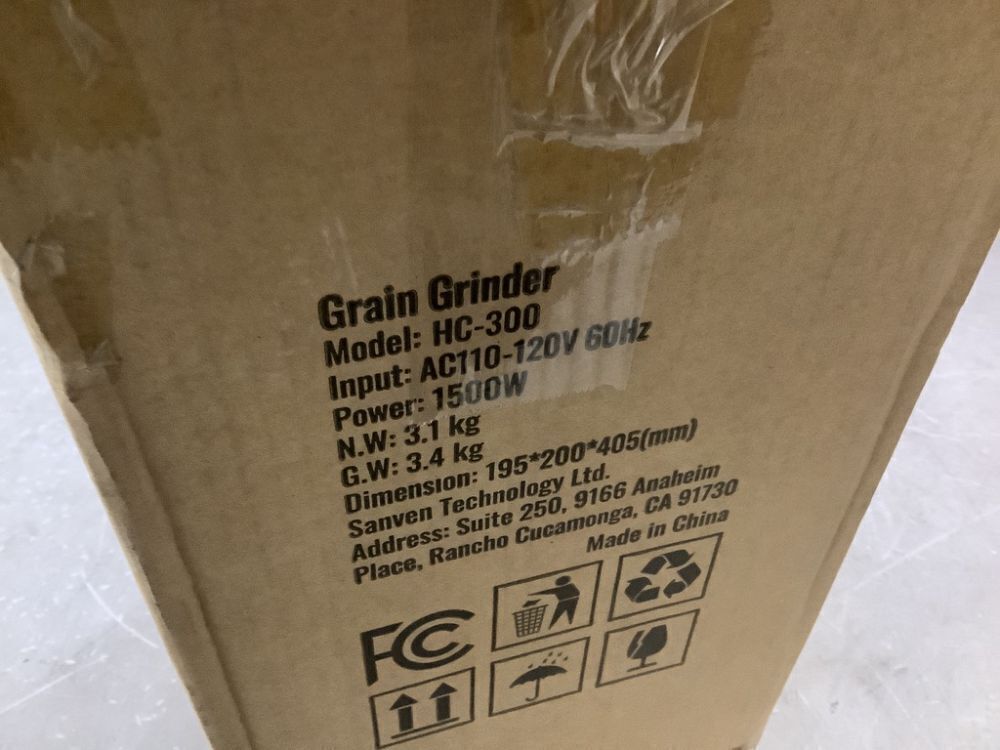 Grain Grinder
Model: HC-300
Input: AC110-120V 60Hz
Power: 1500W
N.W: 3.1 kg
G.W: 3.4 kg
Dimension: 195*200*405(mm)
Sanven Technology Ltd.
Address: Suite 250, 9166 Anaheim
Place, Rancho Cucamonga, CA 91730
Made in China
FC